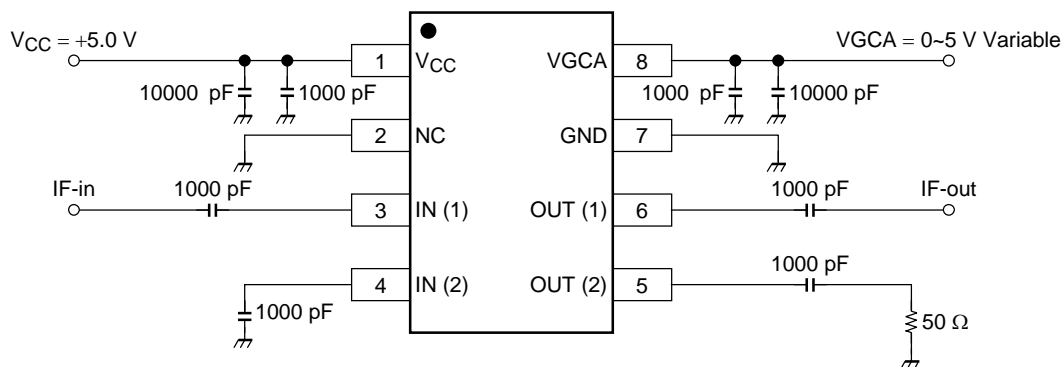 V_CC = +5.0 V
VGCA = 0~5 V Variable
1
V_CC
VGCA
8
10000 pF
1000 pF
1000 pF
10000 pF
2
NC
GND
7
IF-in
1000 pF
3
IN (1)
OUT (1)
6
1000 pF
IF-out
4
IN (2)
1000 pF
OUT (2)
5
1000 pF
50 Ω